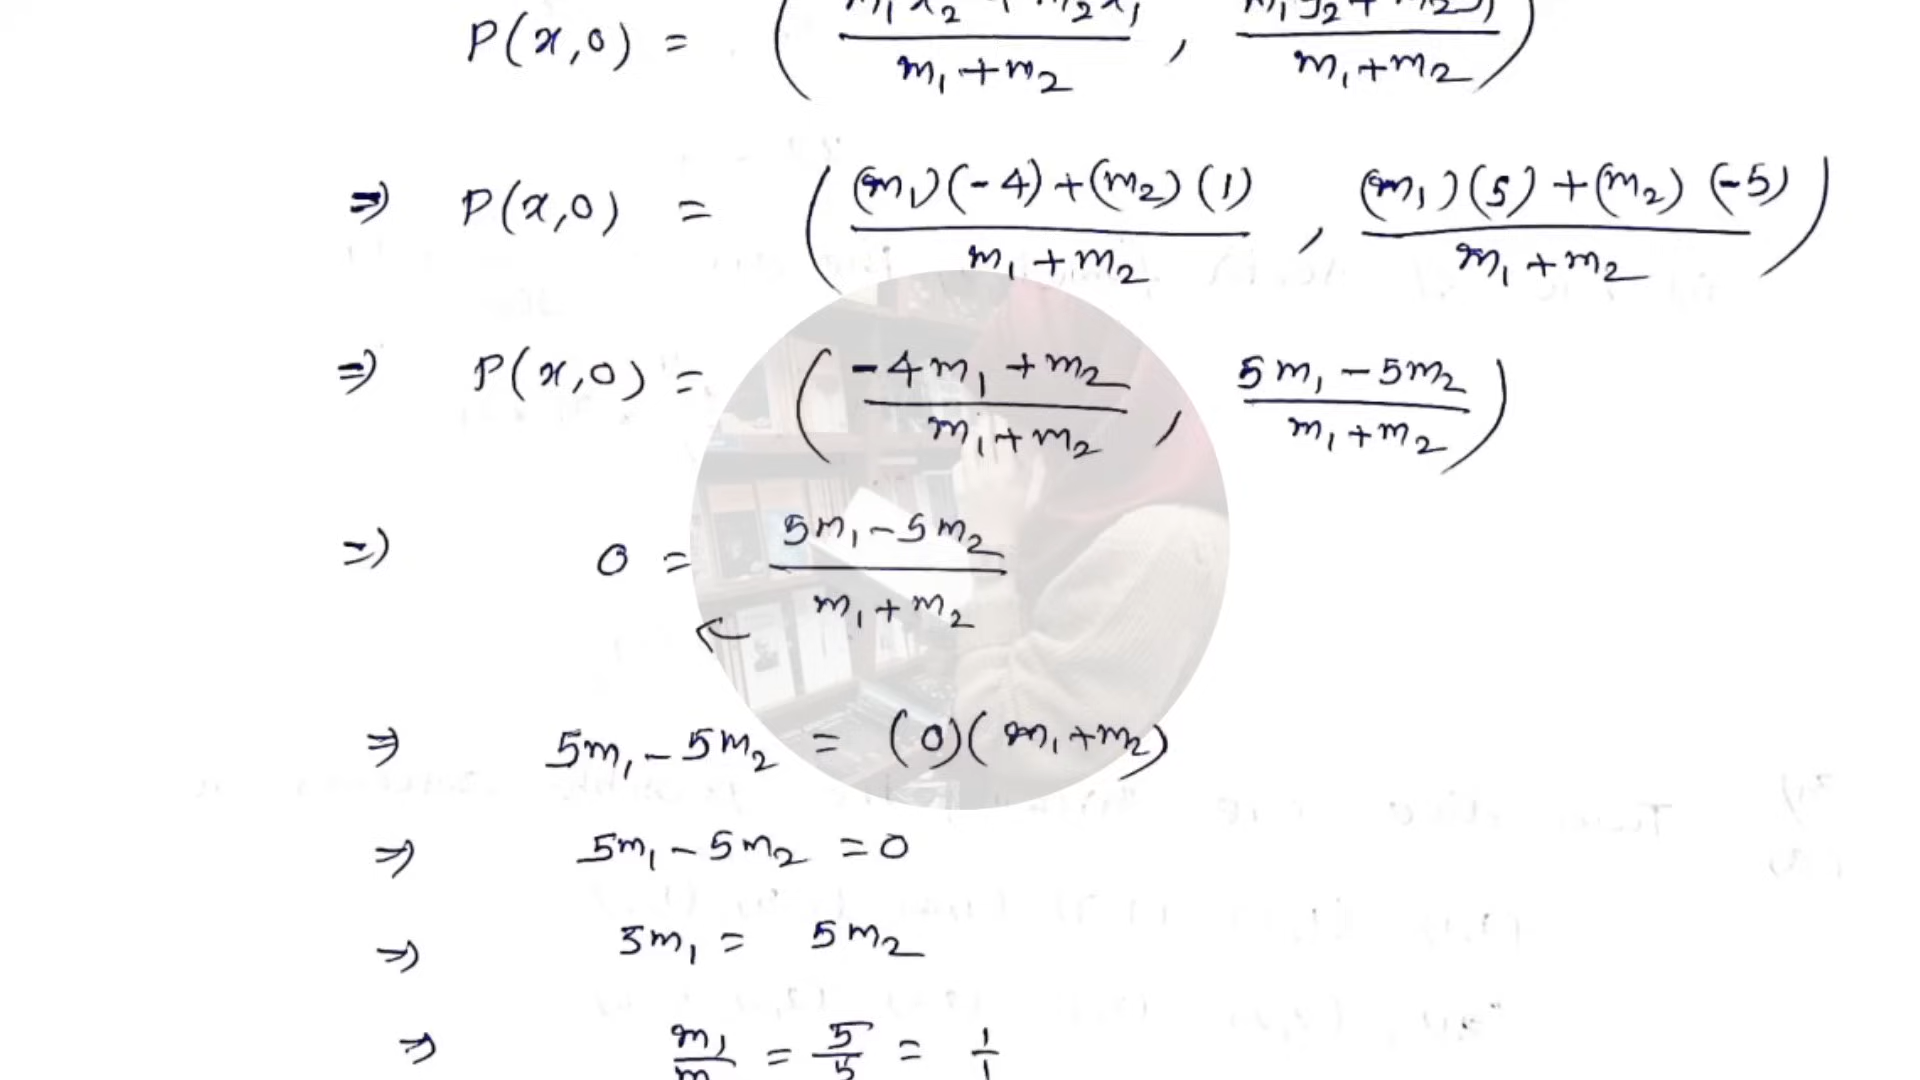 P(x,0) = ( m₁x₂ + m₂x₁ / m₁+m₂ , m₁y₂ + m₂y₁ / m₁+m₂ )
⇒ P(x,0) = ( (m₁)(-4)+(m₂)(1) / m₁+m₂ , (m₁)(5)+(m₂)(-5) / m₁+m₂ )
⇒ P(x,0) = ( -4m₁+m₂ / m₁+m₂ , 5m₁-5m₂ / m₁+m₂ )
⇒ 0 = 5m₁-5m₂ / m₁+m₂
⇒ 5m₁-5m₂ = (0)(m₁+m₂)
⇒ 5m₁-5m₂ = 0
⇒ 5m₁ = 5m₂
⇒ m₁ / m = 5/5 = 1/1